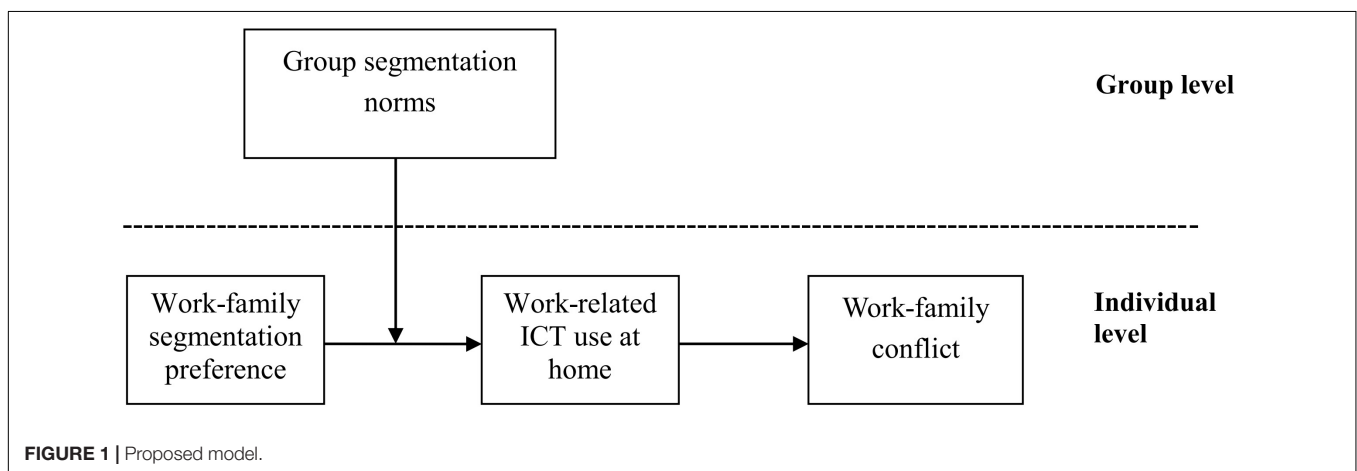 Group segmentation
norms
Group level
Work-family
segmentation
preference
Work-related
ICT use at
home
Work-family
conflict
Individual
level
FIGURE 1 | Proposed model.